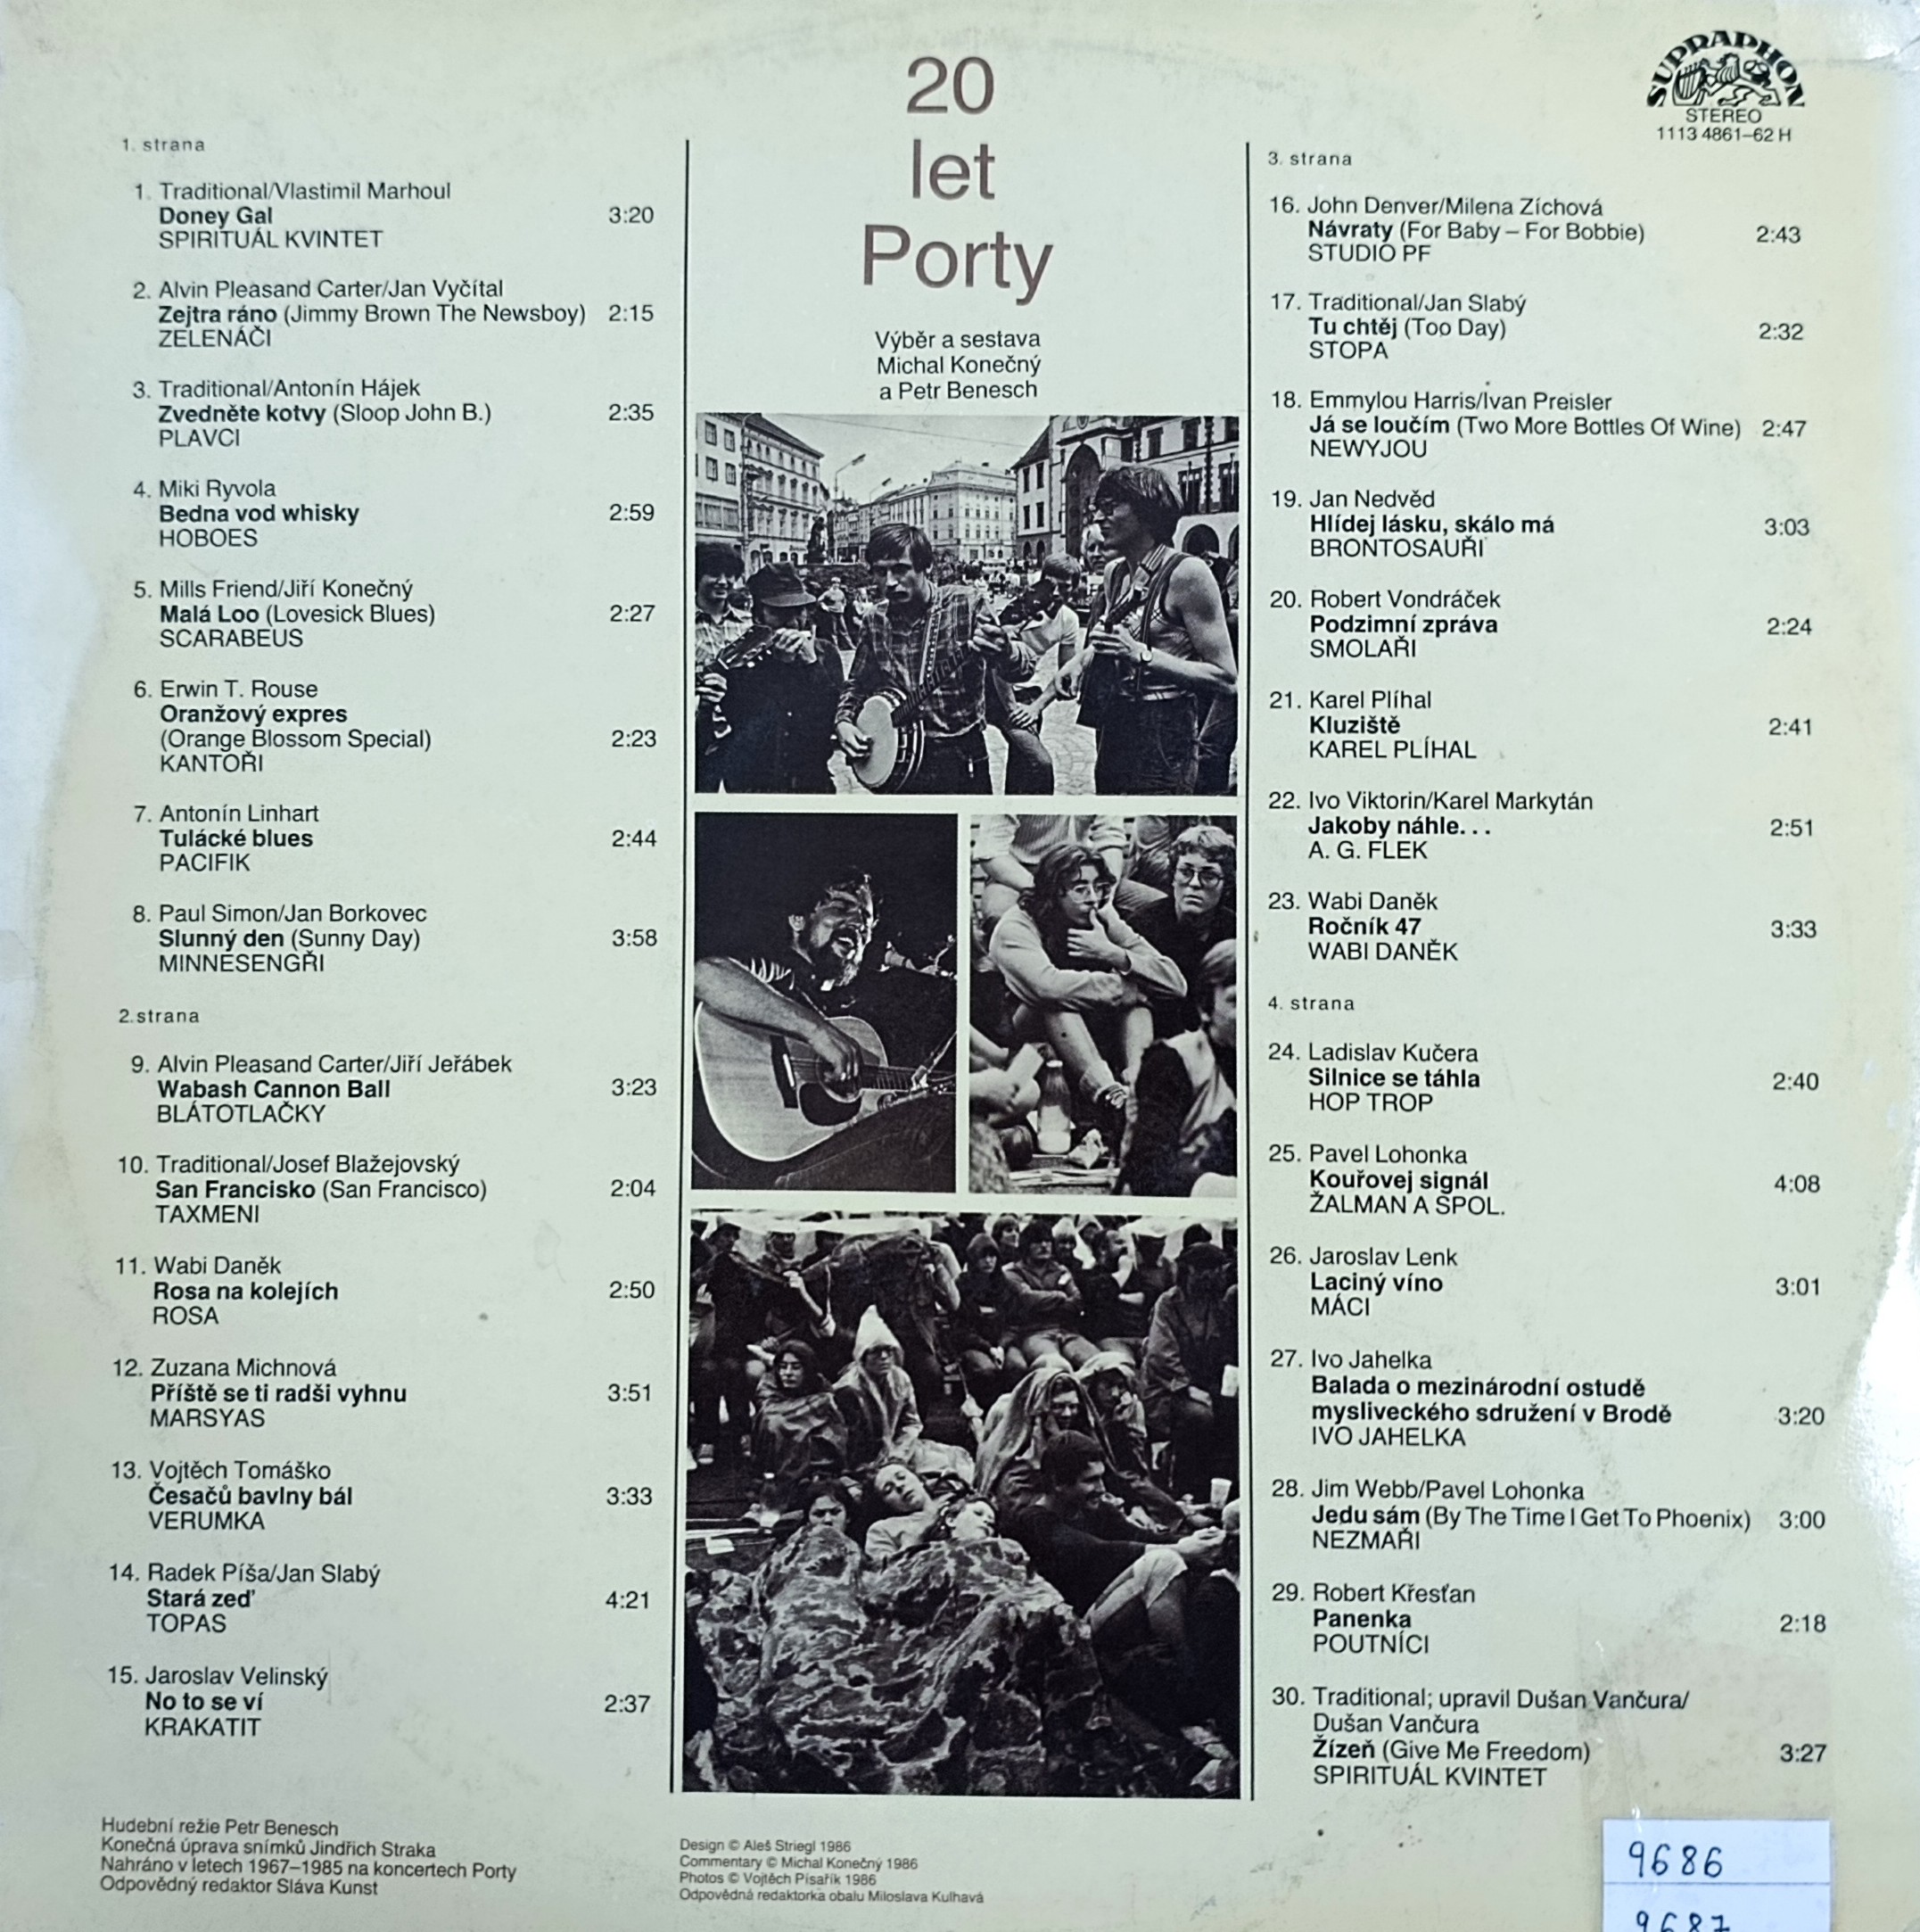 20
let
Porty
Výběr a sestava
Michal Konečný
a Petr Benesch
SUPRAPHON
STEREO
1113 4861–62 H
1. strana
1. Traditional/Vlastimil Marhoul
Doney Gal 3:20
SPIRITUÁL KVINTET
2. Alvin Pleasand Carter/Jan Vyčítal
Zejtra ráno (Jimmy Brown The Newsboy) 2:15
ZELENÁČI
3. Traditional/Antonín Hájek
Zvedněte kotvy (Sloop John B.) 2:35
PLAVCI
4. Miki Ryvola
Bedna vod whisky 2:59
HOBOES
5. Mills Friend/Jiří Konečný
Malá Loo (Lovesick Blues) 2:27
SCARABEUS
6. Erwin T. Rouse
Oranžový expres
(Orange Blossom Special) 2:23
KANTOŘI
7. Antonín Linhart
Tulácké blues 2:44
PACIFIK
8. Paul Simon/Jan Borkovec
Slunný den (Sunny Day) 3:58
MINNESENGŘI
2.strana
9. Alvin Pleasand Carter/Jiří Jeřábek
Wabash Cannon Ball 3:23
BLÁTOTLAČKY
10. Traditional/Josef Blažejovský
San Francisko (San Francisco) 2:04
TAXMENI
11. Wabi Daněk
Rosa na kolejích 2:50
ROSA
12. Zuzana Michnová
Příště se ti radši vyhnu 3:51
MARSYAS
13. Vojtěch Tomáško
Česačů bavlny bál 3:33
VERUMKA
14. Radek Píša/Jan Slabý
Stará zeď 4:21
TOPAS
15. Jaroslav Velinský
No to se ví 2:37
KRAKATIT
3. strana
16. John Denver/Milena Zíchová
Návraty (For Baby – For Bobbie) 2:43
STUDIO PF
17. Traditional/Jan Slabý
Tu chtěj (Too Day) 2:32
STOPA
18. Emmylou Harris/Ivan Preisler
Já se loučím (Two More Bottles Of Wine) 2:47
NEWYJOU
19. Jan Nedvěd
Hlídej lásku, skálo má 3:03
BRONTOSAUŘI
20. Robert Vondráček
Podzimní zpráva 2:24
SMOLAŘI
21. Karel Plíhal
Kluziště 2:41
KAREL PLÍHAL
22. Ivo Viktorin/Karel Markytán
Jakoby náhle. . . 2:51
A. G. FLEK
23. Wabi Daněk
Ročník 47 3:33
WABI DANĚK
4. strana
24. Ladislav Kučera
Silnice se táhla 2:40
HOP TROP
25. Pavel Lohonka
Kouřovej signál 4:08
ŽALMAN A SPOL.
26. Jaroslav Lenk
Laciný víno 3:01
MÁCI
27. Ivo Jahelka
Balada o mezinárodní ostudě
mysliveckého sdružení v Brodě 3:20
IVO JAHELKA
28. Jim Webb/Pavel Lohonka
Jedu sám (By The Time I Get To Phoenix) 3:00
NEZMAŘI
29. Robert Křesťan
Panenka 2:18
POUTNÍCI
30. Traditional; upravil Dušan Vančura/
Dušan Vančura
Žízeň (Give Me Freedom) 3:27
SPIRITUÁL KVINTET
Hudební režie Petr Benesch
Konečná úprava snímků Jindřich Straka
Nahráno v letech 1967–1985 na koncertech Porty
Odpovědný redaktor Sláva Kunst
Design © Aleš Striegl 1986
Commentary © Michal Konečný 1986
Photos © Vojtěch Písařík 1986
Odpovědná redaktorka obalu Miloslava Kulhavá
9686
9687